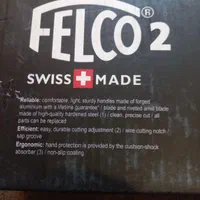 FELCO® 2
SWISS MADE
Reliable: comfortable, light, sturdy handles made of forged
aluminium with a lifetime guarantee* / blade and riveted anvil blade
made of high-quality hardened steel (1) / clean, precise cut / all
parts can be replaced
Efficient: easy, durable cutting adjustment (2) / wire cutting notch /
sap groove
Ergonomic: hand protection is provided by the cushion-shock
absorber (3) / non-slip coating